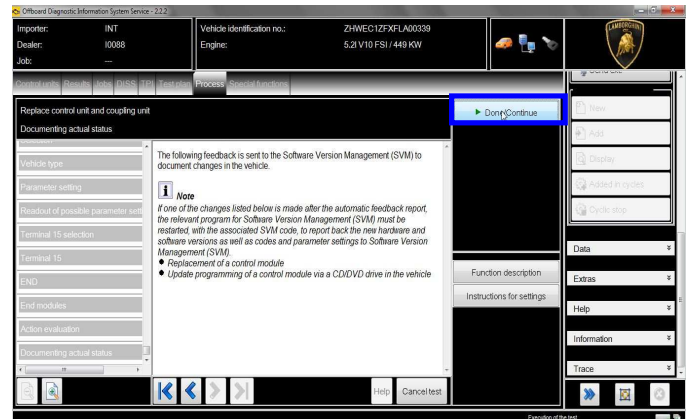 Offboard Diagnostic Information System Service - 2.2.2
Importer: INT
Dealer: I0088
Job: ---
Vehicle identification no.: ZHWEC1ZFXFLA00339
Engine: 5.2l V10 FSI / 449 KW
LAMBORGHINI
Control units Results Jobs DISS TPI Test plan Process Special functions
Replace control unit and coupling unit
Documenting actual status
Done/Continue
Vehicle type
Parameter setting
Readout of possible parameter sett
Terminal 15 selection
Terminal 15
END
End modules
Action evaluation
Documenting actual status
The following feedback is sent to the Software Version Management (SVM) to
document changes in the vehicle.
Note
If one of the changes listed below is made after the automatic feedback report,
the relevant program for Software Version Management (SVM) must be
restarted, with the associated SVM code, to report back the new hardware and
software versions as well as codes and parameter settings to Software Version
Management (SVM).
● Replacement of a control module
● Update programming of a control module via a CD/DVD drive in the vehicle
Function description
Instructions for settings
Help
Cancel test
New
Add
Display
Added in cycles
Cyclic stop
Data
Extras
Help
Information
Trace
Execution of the test